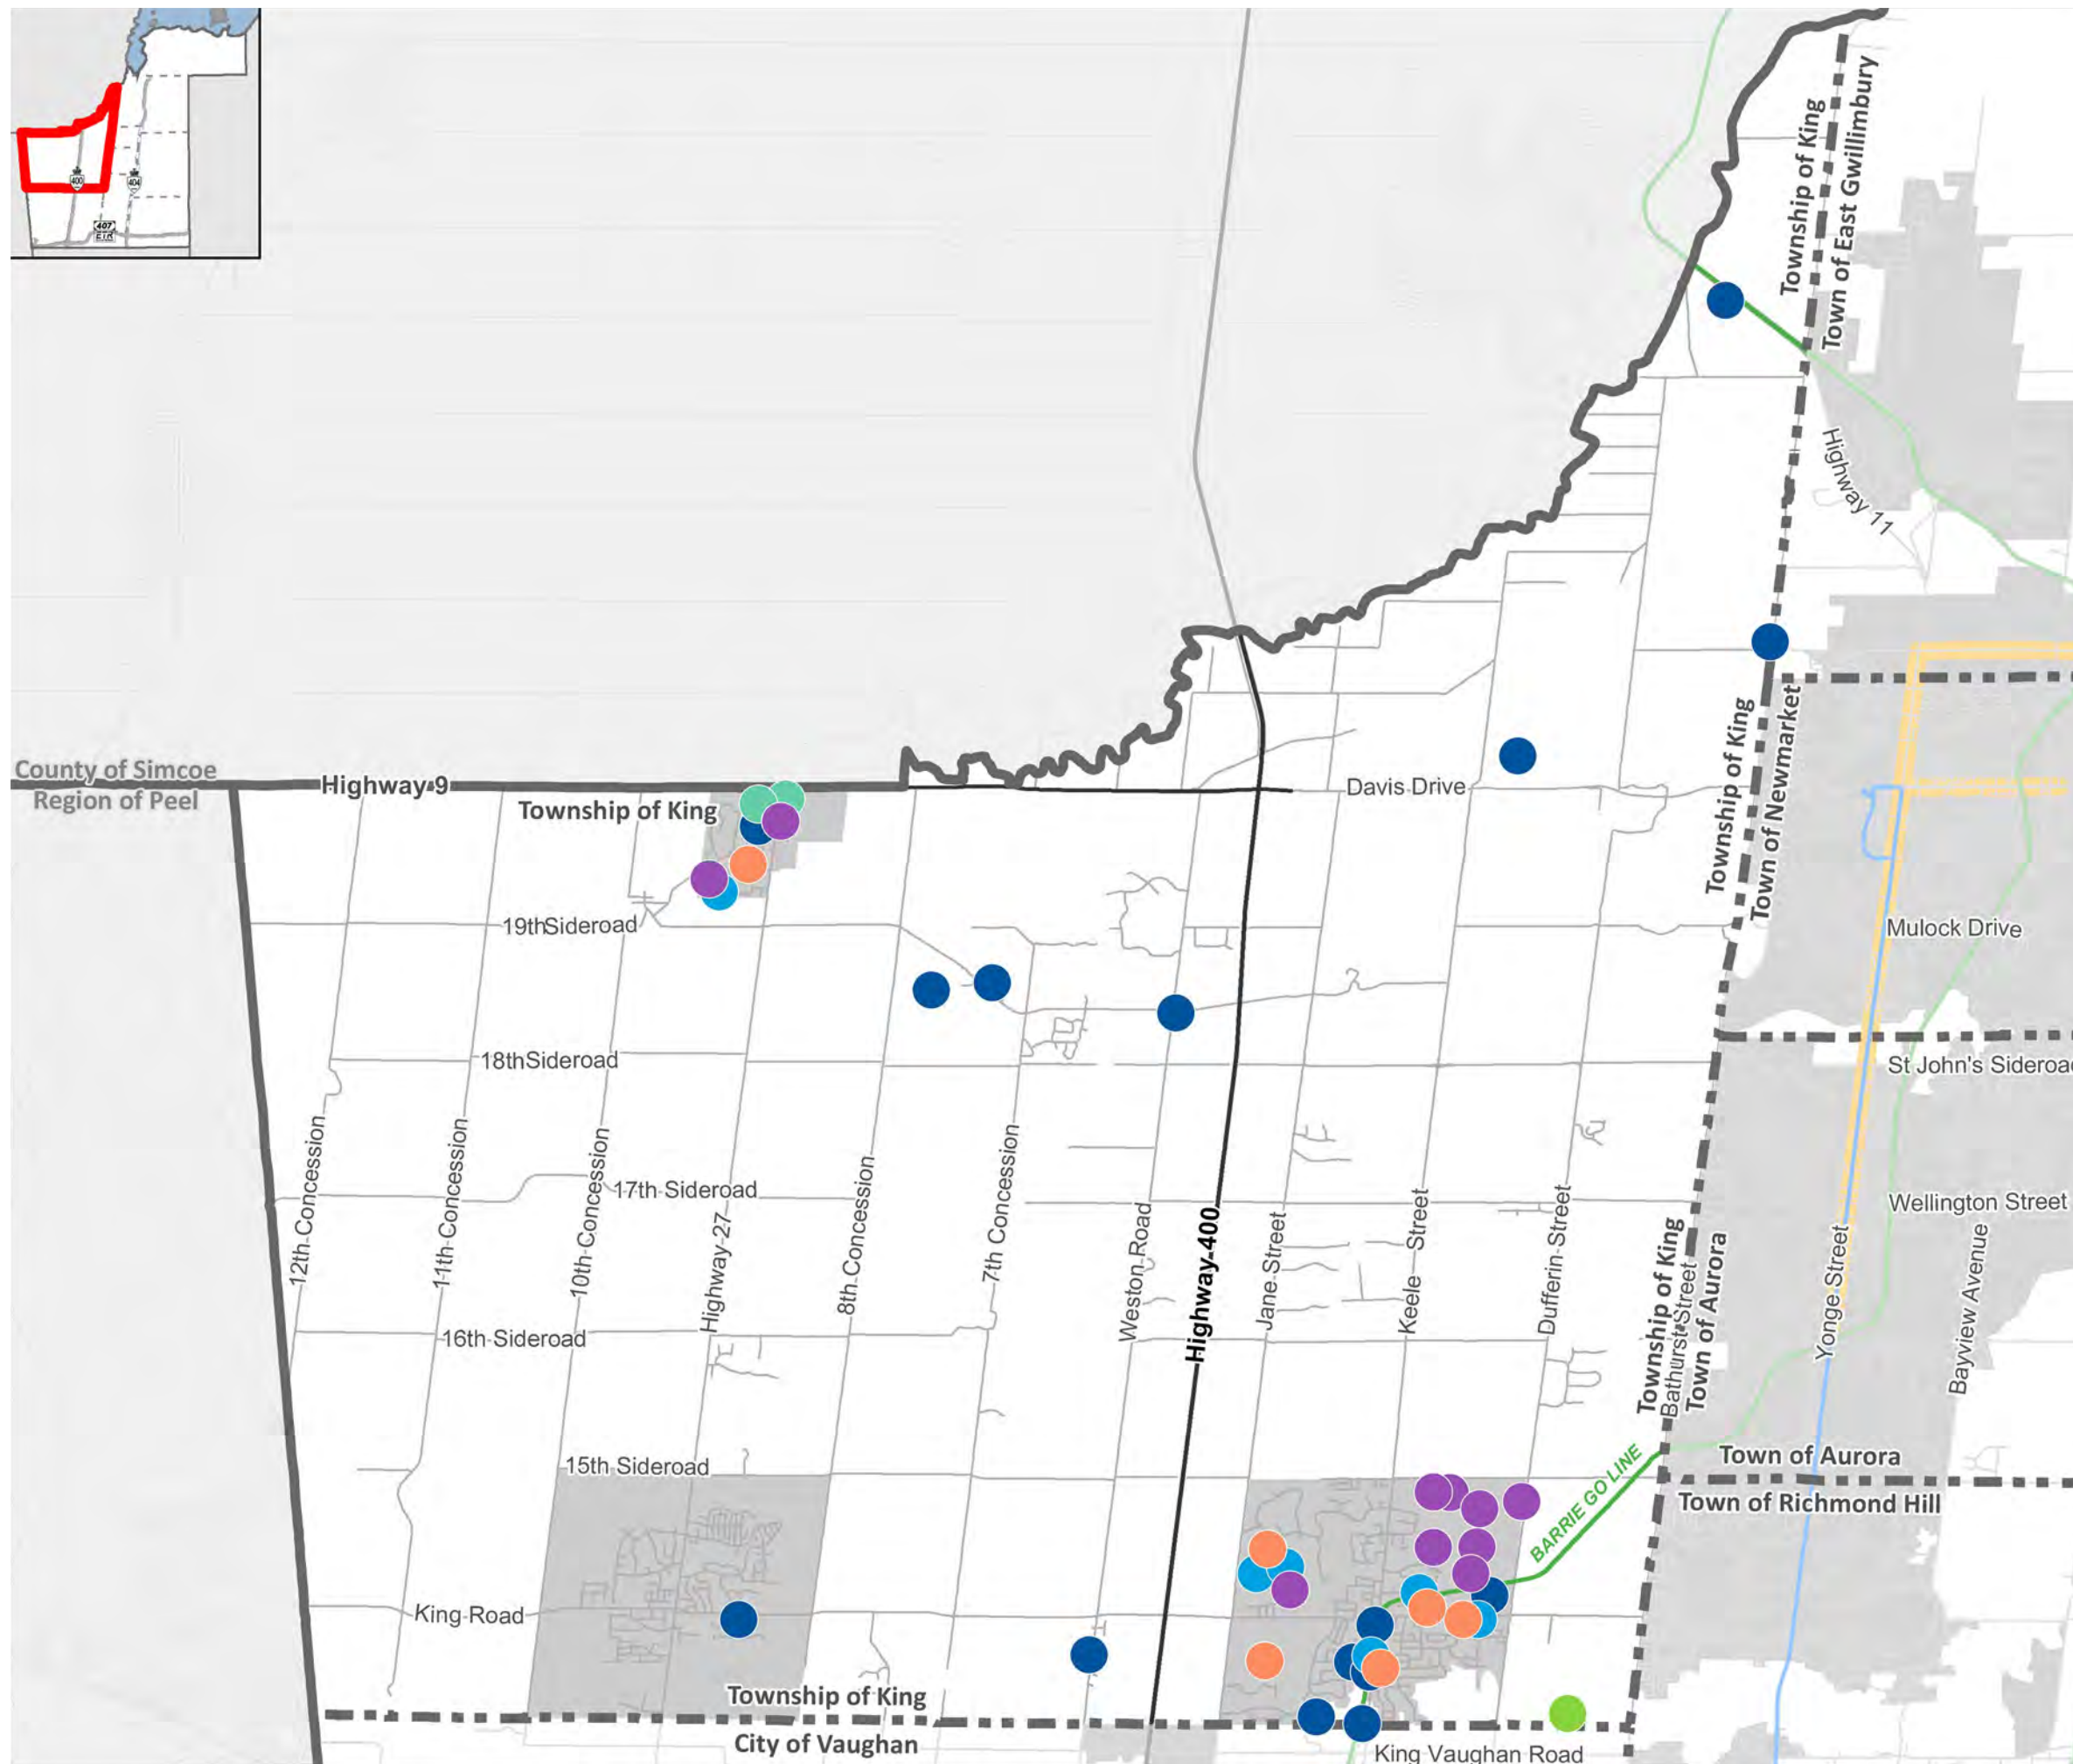 400
404
407
ETR
Township of King
Town of East Gwillimbury
Highway 11
County of Simcoe
Region of Peel
Highway 9
Township of King
Davis Drive
Township of King
Town of Newmarket
19th Sideroad
Mulock Drive
18th Sideroad
St John's Sideroa
12th Concession
11th Concession
10th Concession
17th Sideroad
Highway 27
8th Concession
7th Concession
Weston Road
Highway 400
Jane Street
Keele Street
Dufferin Street
Township of King
Bathurst Street
Town of Aurora
Wellington Street
Yonge Street
Bayview Avenue
16th Sideroad
15th Sideroad
BARRIE GO LINE
Town of Aurora
Town of Richmond Hill
King Road
Township of King
City of Vaughan
King Vaughan Road